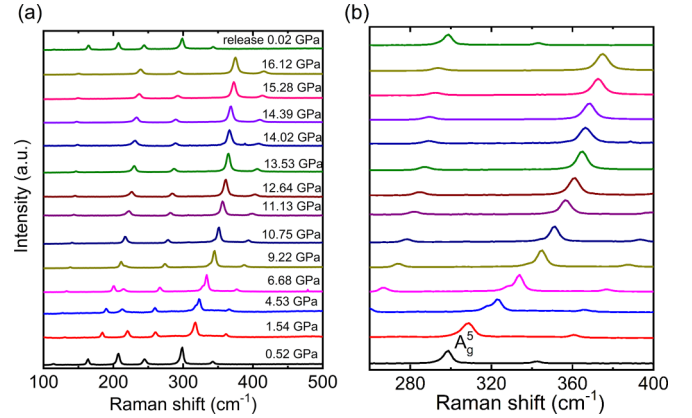 (a)
release 0.02 GPa
16.12 GPa
15.28 GPa
14.39 GPa
14.02 GPa
13.53 GPa
12.64 GPa
11.13 GPa
10.75 GPa
9.22 GPa
6.68 GPa
4.53 GPa
1.54 GPa
0.52 GPa
Intensity (a.u.)
100 200 300 400 500
Raman shift (cm⁻¹)
(b)
A_g^5
280 320 360 400
Raman shift (cm⁻¹)